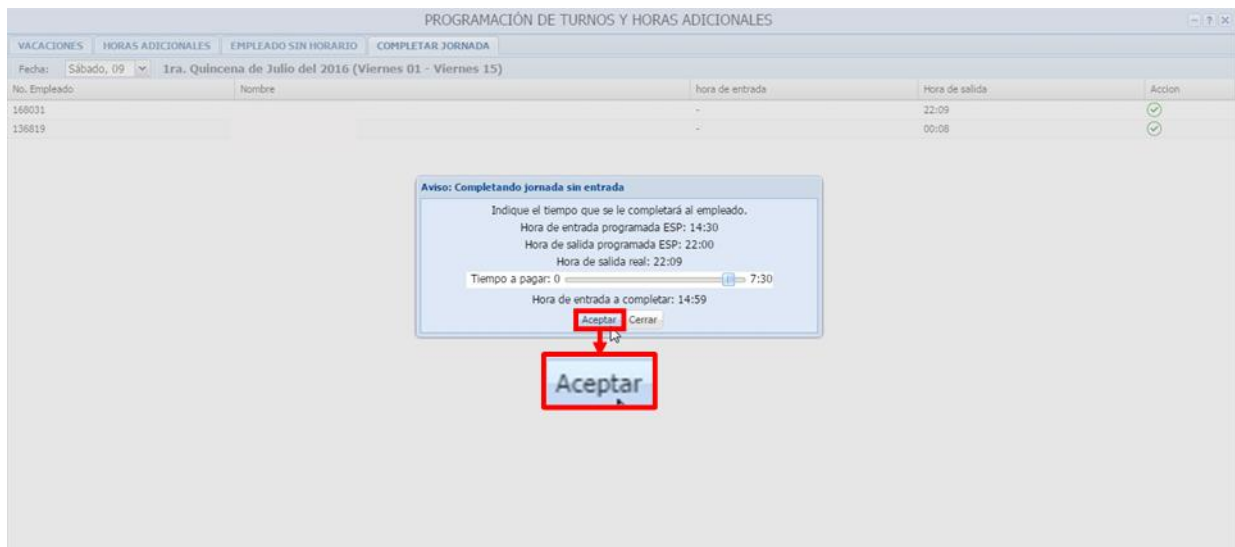 PROGRAMACIÓN DE TURNOS Y HORAS ADICIONALES
VACACIONES HORAS ADICIONALES EMPLEADO SIN HORARIO COMPLETAR JORNADA
Fecha: Sábado, 09 1ra. Quincena de Julio del 2016 (Viernes 01 - Viernes 15)
No. Empleado Nombre hora de entrada Hora de salida Accion
168031 - 22:09
136819 - 00:08
Aviso: Completando jornada sin entrada
Indique el tiempo que se le completará al empleado.
Hora de entrada programada ESP: 14:30
Hora de salida programada ESP: 22:00
Hora de salida real: 22:09
Tiempo a pagar: 0 7:30
Hora de entrada a completar: 14:59
Aceptar Cerrar
Aceptar